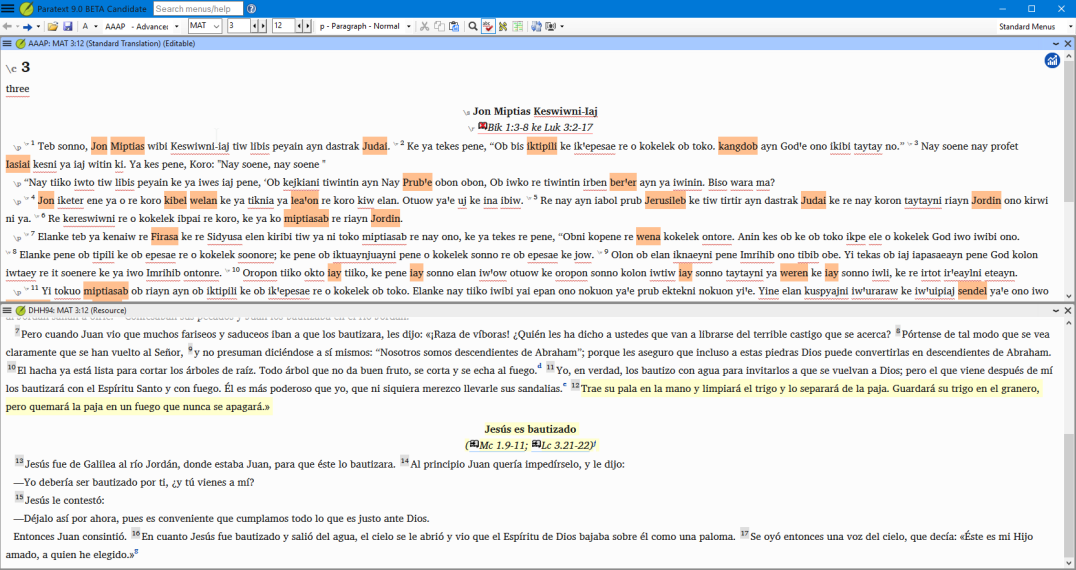 Paratext 9.0 BETA Candidate Search menus/help
A AAAP - Advance MAT 3 12 p - Paragraph - Normal Standard Menus
AAAP: MAT 3:12 (Standard Translation) (Editable)
\c 3
three
\s Jon Miptias Keswiwni-Iaj
\r Bik 1:3-8 ke Luk 3:2-17
\p \v 1 Teb sonno, Jon Miptias wibi Keswiwni-iaj tiw libis peyain ayn dastrak Judai. \v 2 Ke ya tekes pene, “Ob bis iktipili ke ikᵗepesae re o kokelek ob toko. kangdob ayn Godᵗe ono ikibi taytay no.” \v 3 Nay soene nay profet
Iasiai kesni ya iaj witin ki. Ya kes pene, Koro: "Nay soene, nay soene "
\p “Nay tiiko iwto tiw libis peyain ke ya iwes iaj pene, ‘Ob kejkiani tiwintin ayn Nay Prubᵗe obon obon, Ob iwko re tiwintin irben berᵗer ayn ya iwinin. Biso wara ma?
\p \v 4 Jon iketer ene ya o re koro kibel welan ke ya tiknia ya leaᵗon re koro kiw elan. Otuow yaᵗe uj ke ina ibiw. \v 5 Re nay ayn iabol prub Jerusileb ke tiw tirtir ayn dastrak Judai ke re nay koron taytayni riayn Jordin ono kirwi
ni ya. \v 6 Re kereswiwni re o kokelek ibpai re koro, ke ya ko miptiasab re riayn Jordin.
\p \v 7 Elanke teb ya kenaiw re Firasa ke re Sidyusa elen kiribi tiw ya ni toko miptiasab re nay ono, ke ya tekes re pene, “Obni kopene re wena kokelek ontore. Anin kes ob ke ob toko ikpe ele o kokelek God iwo iwibi ono.
\v 8 Elanke pene ob tipili ke ob epesae re o kokelek soonore; ke pene ob iktuaynjuayni pene o kokelek sonno re ob epesae ke jow. \v 9 Olon ob elan iknaeyni pene Imrihib ono tibib obe. Yi tekas ob iaj iapasaeayn pene God kolon
iwtaey re it soenere ke ya iwo Imrihib ontonre. \v 10 Oropon tiiko okto iay tiiko, ke pene iay sonno elan iwᵗow otuow ke oropon sonno kolon iwtiw iay sonno taytayni ya weren ke iay sonno iwli, ke re irtot irᵗeaylni eteayn.
\p \v 11 Yi tokuo miptiasab ob riayn ayn ob iktipili ke ob ikᵗepesae re o kokelek ob toko. Elanke nay tiiko iwibi yai epan ono nokuon yaᵗe prub ektekni nokuon yiᵗe. Yine elan kuspyajni iwᵗuraraw ke iwᵗuipiaj sendel ya yaᵗe ono iwo
DHH94: MAT 3:12 (Resource)
7 Pero cuando Juan vio que muchos fariseos y saduceos iban a que los bautizara, les dijo: «¡Raza de víboras! ¿Quién les ha dicho a ustedes que van a librarse del terrible castigo que se acerca? 8 Pórtense de tal modo que se vea
claramente que se han vuelto al Señor, 9 y no presuman diciéndose a sí mismos: “Nosotros somos descendientes de Abraham”; porque les aseguro que incluso a estas piedras Dios puede convertirlas en descendientes de Abraham.
10 El hacha ya está lista para cortar los árboles de raíz. Todo árbol que no da buen fruto, se corta y se echa al fuego.d 11 Yo, en verdad, los bautizo con agua para invitarlos a que se vuelvan a Dios; pero el que viene después de mí
los bautizará con el Espíritu Santo y con fuego. Él es más poderoso que yo, que ni siquiera merezco llevarle sus sandalias.e 12 Trae su pala en la mano y limpiará el trigo y lo separará de la paja. Guardará su trigo en el granero,
pero quemará la paja en un fuego que nunca se apagará.»
Jesús es bautizado
(Mc 1.9-11; Lc 3.21-22)f
13 Jesús fue de Galilea al río Jordán, donde estaba Juan, para que éste lo bautizara. 14 Al principio Juan quería impedírselo, y le dijo:
—Yo debería ser bautizado por ti, ¿y tú vienes a mí?
15 Jesús le contestó:
—Déjalo así por ahora, pues es conveniente que cumplamos todo lo que es justo ante Dios.
Entonces Juan consintió. 16 En cuanto Jesús fue bautizado y salió del agua, el cielo se le abrió y vio que el Espíritu de Dios bajaba sobre él como una paloma. 17 Se oyó entonces una voz del cielo, que decía: «Éste es mi Hijo
amado, a quien he elegido.»g